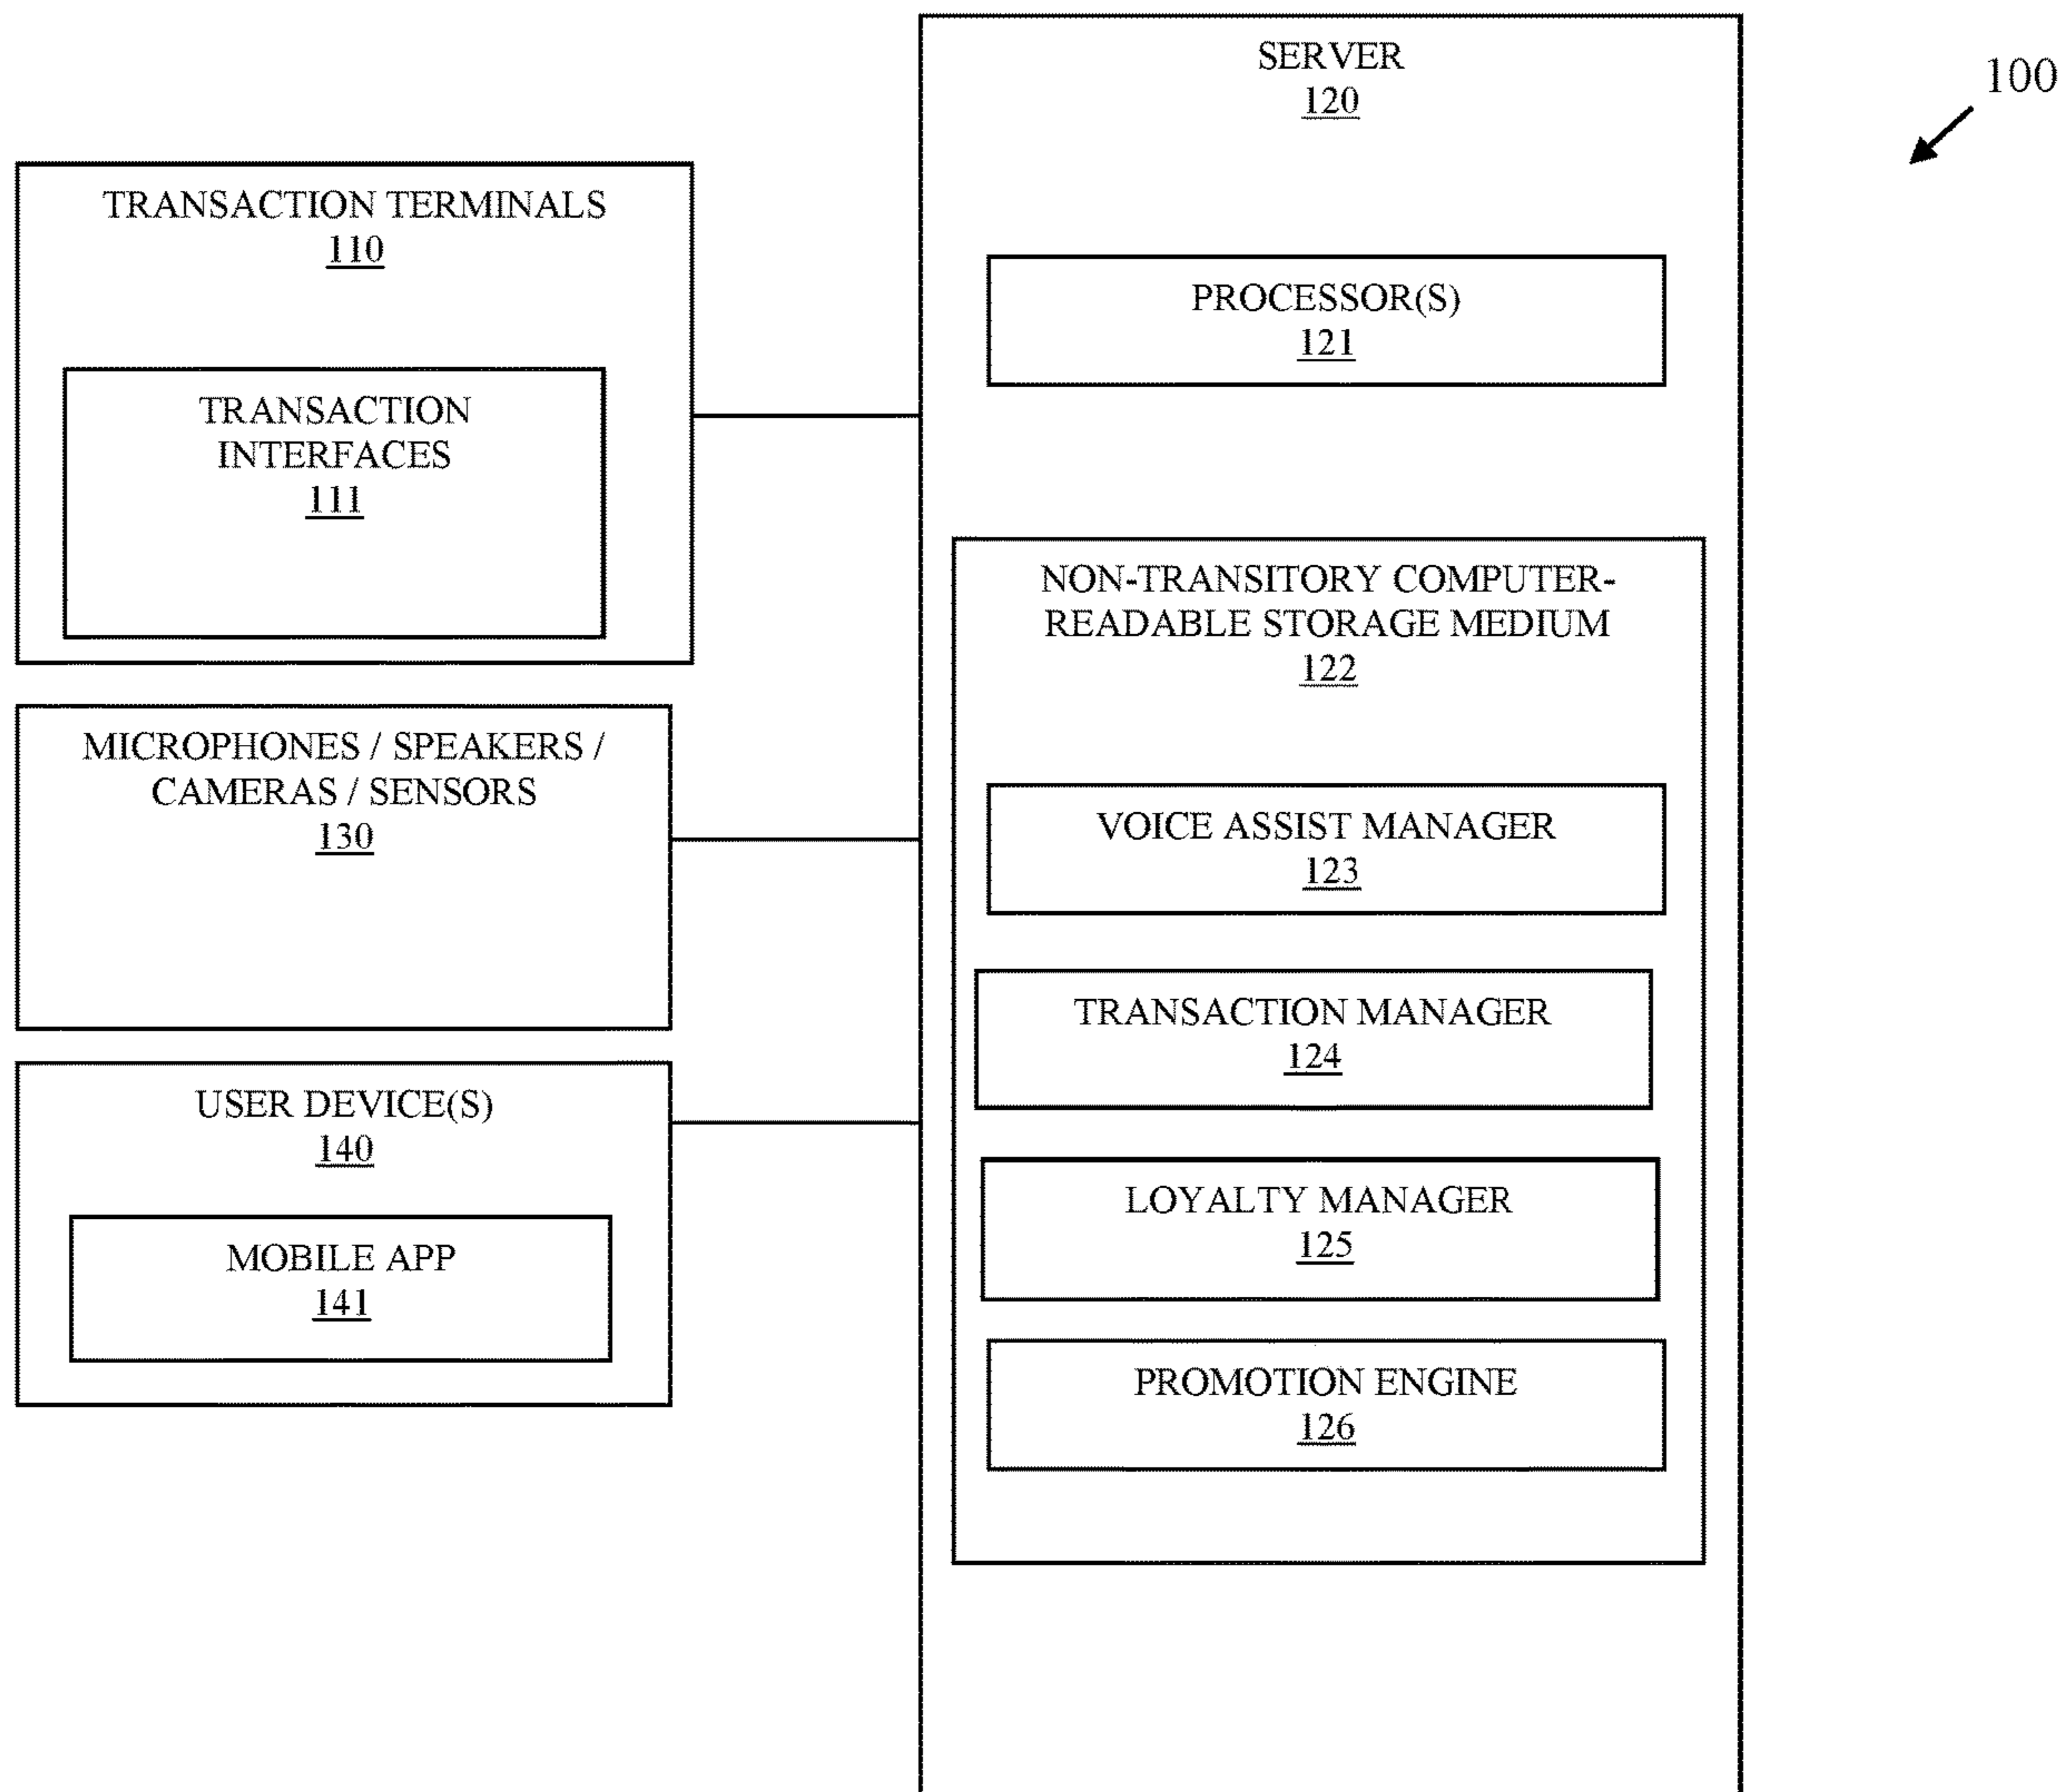 100
TRANSACTION TERMINALS
110
TRANSACTION
INTERFACES
111
MICROPHONES / SPEAKERS /
CAMERAS / SENSORS
130
USER DEVICE(S)
140
MOBILE APP
141
SERVER
120
PROCESSOR(S)
121
NON-TRANSITORY COMPUTER-
READABLE STORAGE MEDIUM
122
VOICE ASSIST MANAGER
123
TRANSACTION MANAGER
124
LOYALTY MANAGER
125
PROMOTION ENGINE
126